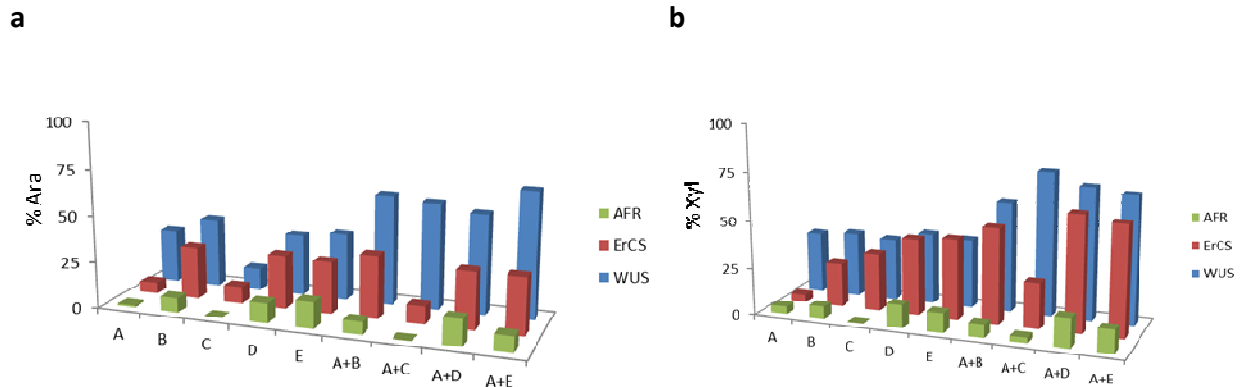 a
% Ara
100
75
50
25
0
A B C D E A+B A+C A+D A+E
AFR
ErCS
WUS
b
% Xyl
100
75
50
25
0
A B C D E A+B A+C A+D A+E
AFR
ErCS
WUS